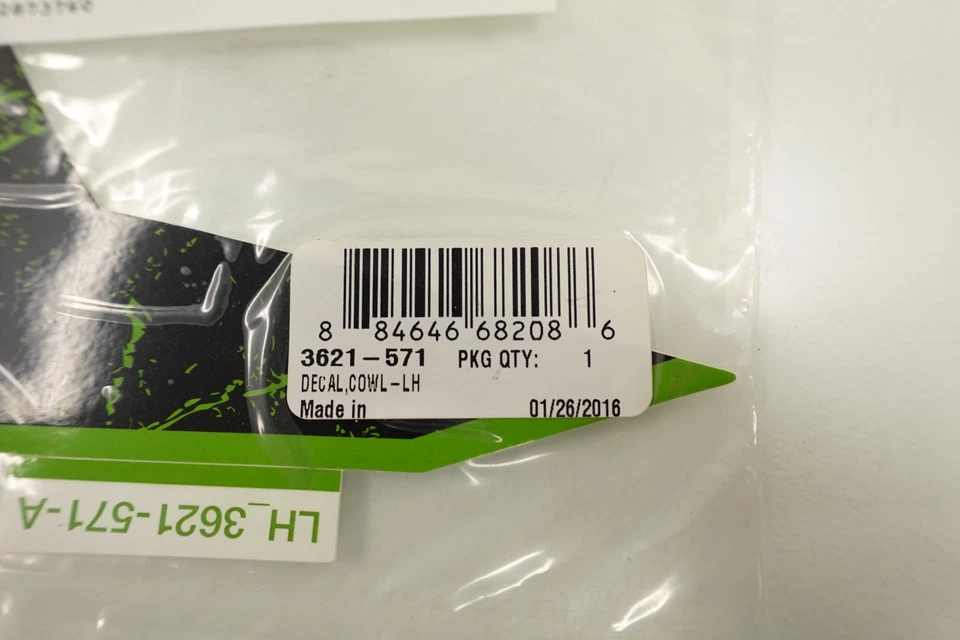 8 84646 68208 6
3621-571 PKG QTY: 1
DECAL,COWL-LH
Made in 01/26/2016
LH_3621-571-A